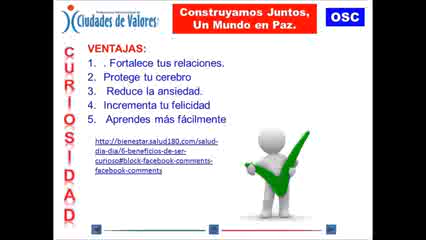 Ciudades de Valores
Construyamos Juntos,
Un Mundo en Paz.
OSC
CURIOSIDAD
VENTAJAS:
1. . Fortalece tus relaciones.
2. Protege tu cerebro
3. Reduce la ansiedad.
4. Incrementa tu felicidad
5. Aprendes más fácilmente
http://bienestar.salud180.com/salud-
dia-dia/6-beneficios-de-ser-
curioso#block-facebook-comments-
facebook-comments